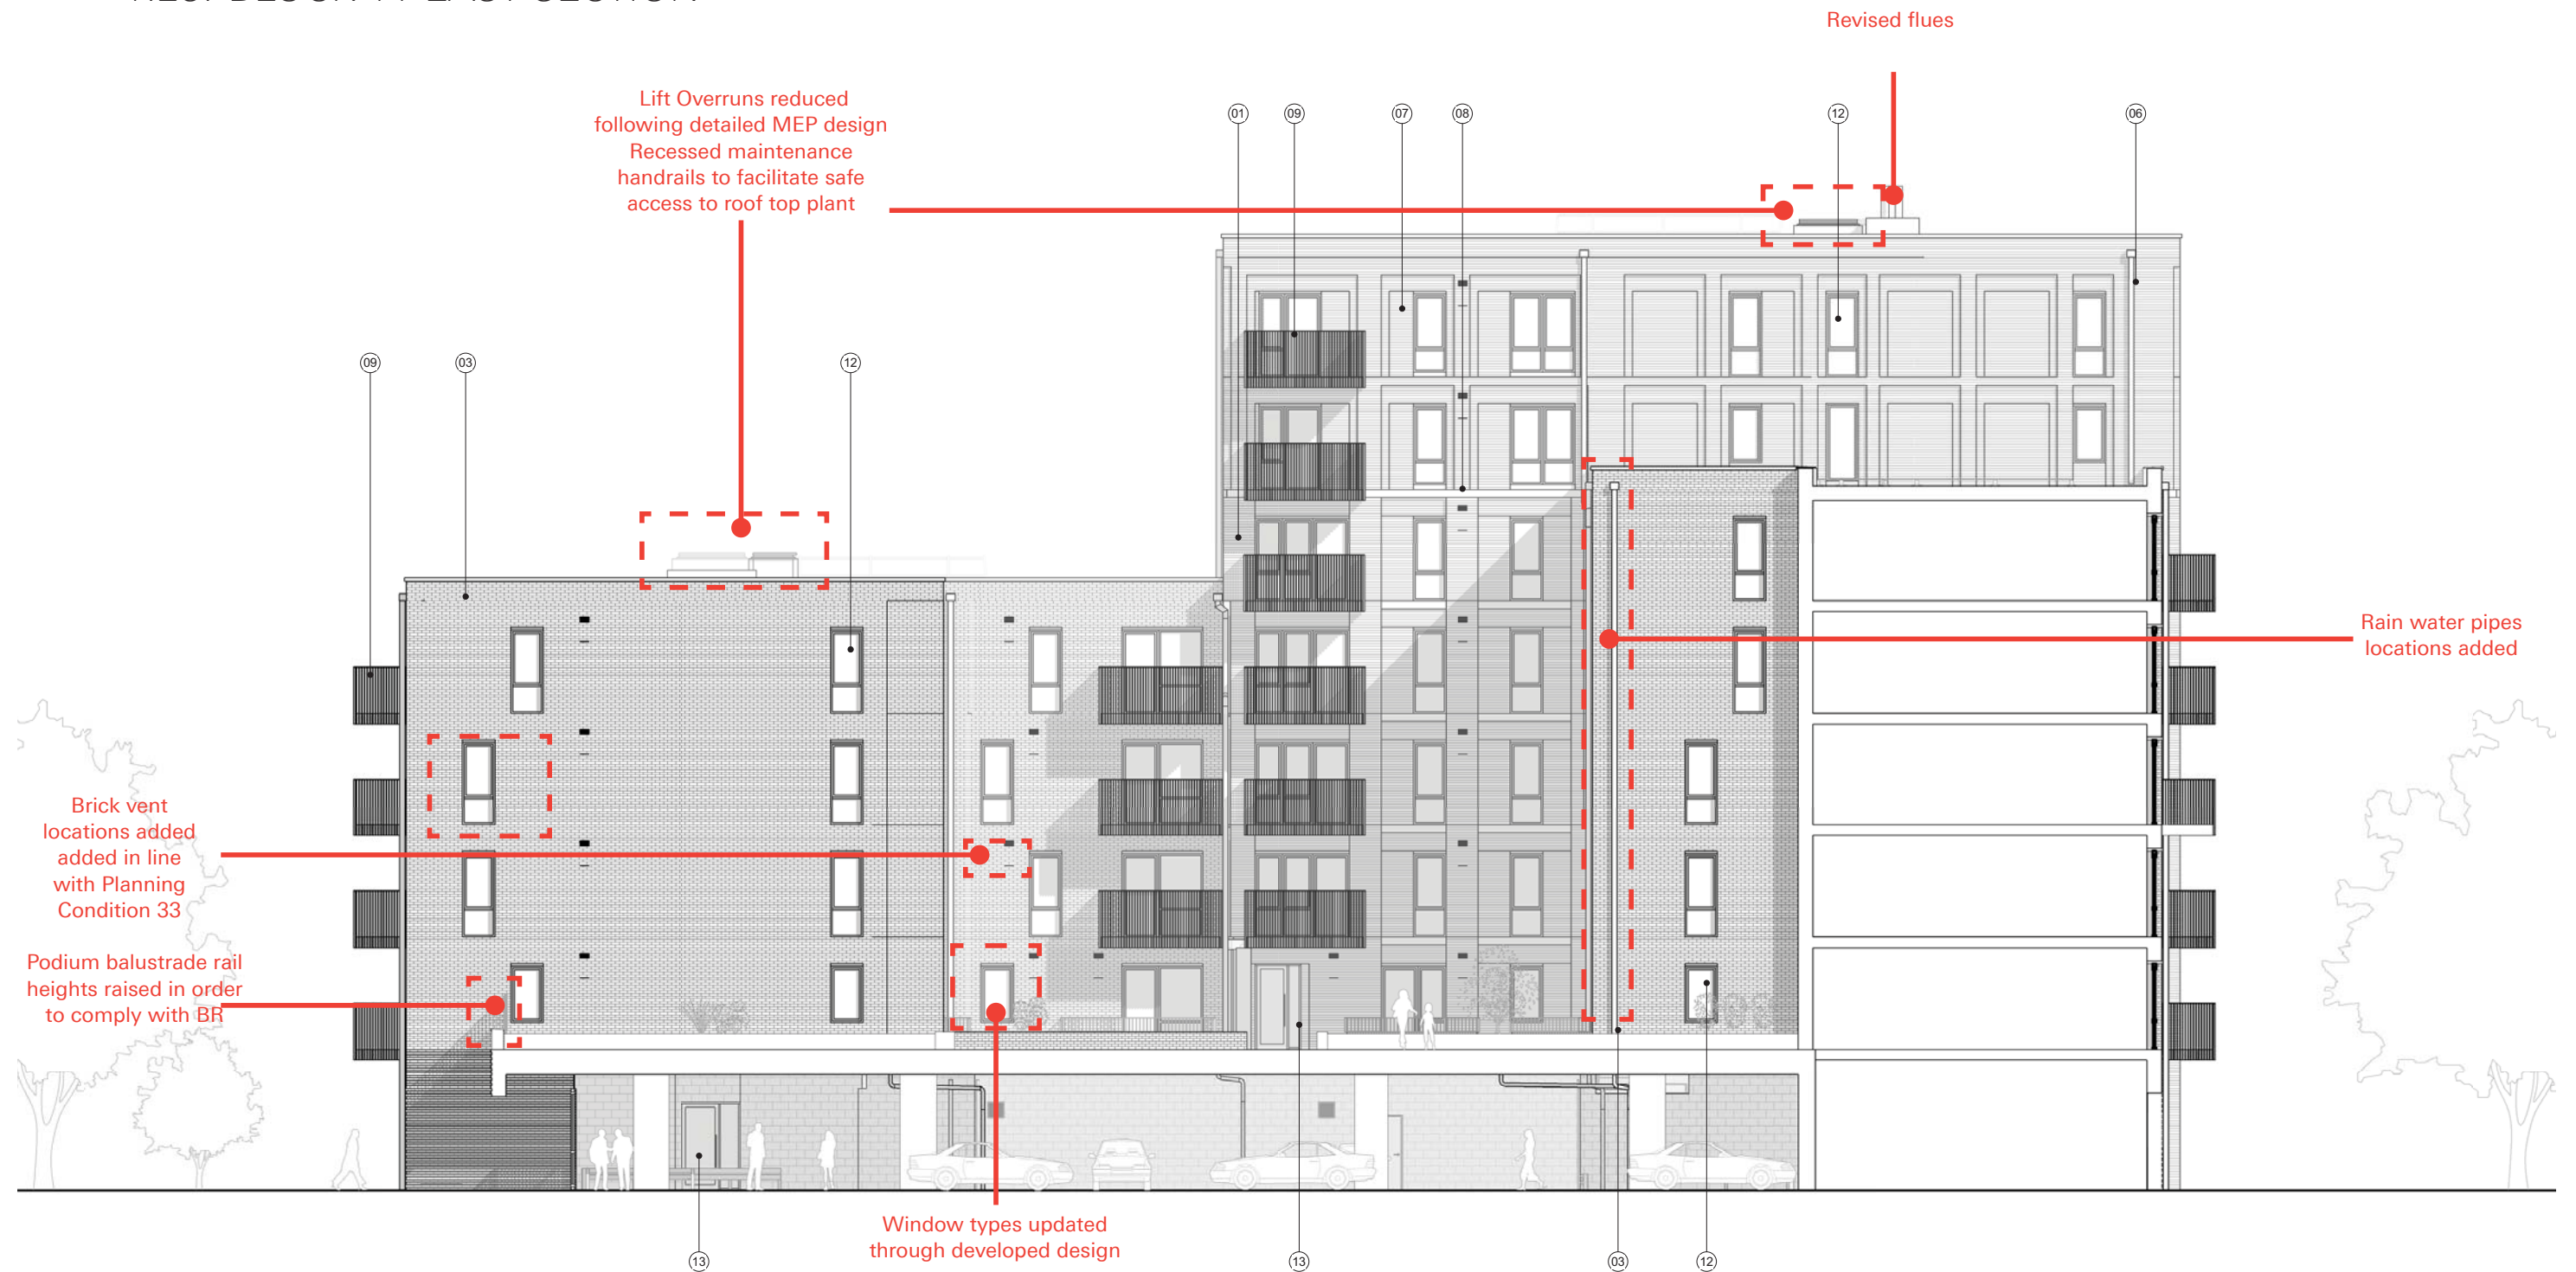 Revised flues
Lift Overruns reduced
following detailed MEP design
Recessed maintenance
handrails to facilitate safe
access to roof top plant
01
09
07
08
12
06
09
03
12
Rain water pipes
locations added
Brick vent
locations added
added in line
with Planning
Condition 33
Podium balustrade rail
heights raised in order
to comply with BR
Window types updated
through developed design
13
13
03
12